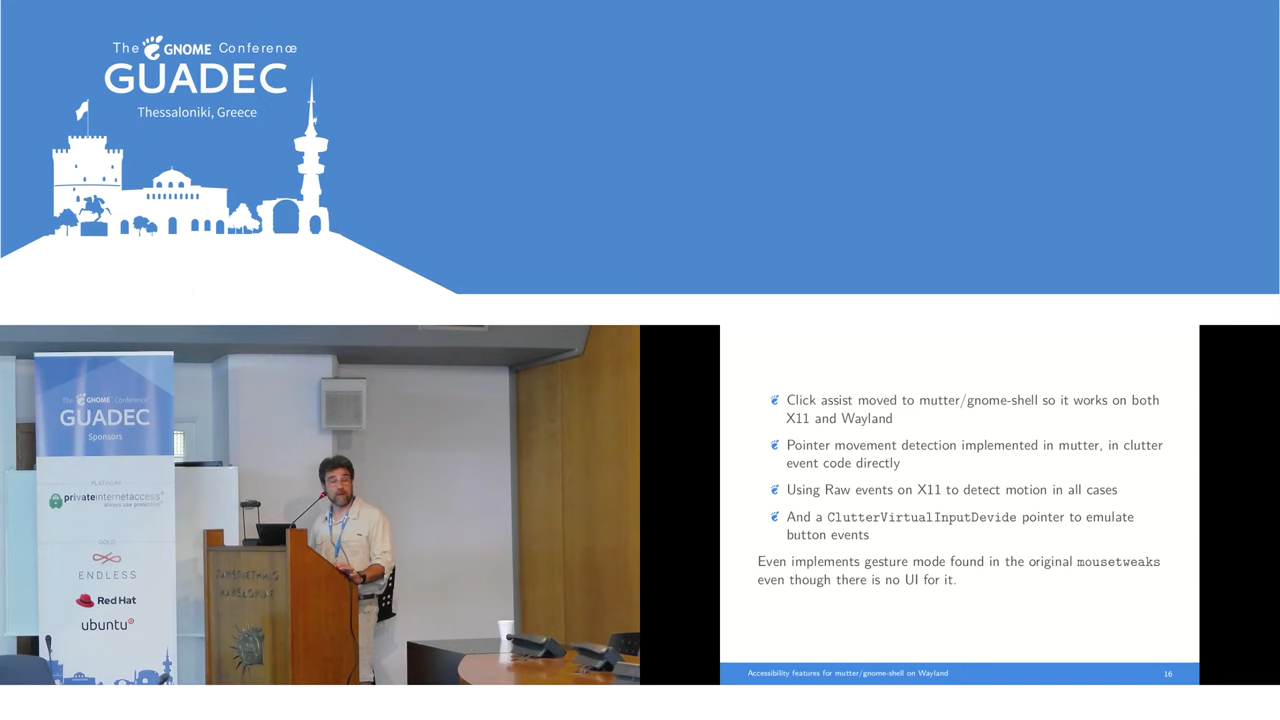 The GNOME Conference
GUADEC
Thessaloniki, Greece
The GNOME Conference
GUADEC
Sponsors
PLATINUM
privateinternetaccess
always use protection
GOLD
ENDLESS
Red Hat
ubuntu
Click assist moved to mutter/gnome-shell so it works on both
X11 and Wayland
Pointer movement detection implemented in mutter, in clutter
event code directly
Using Raw events on X11 to detect motion in all cases
And a ClutterVirtualInputDevide pointer to emulate
button events
Even implements gesture mode found in the original mousetweaks
even though there is no UI for it.
Accessibility features for mutter/gnome-shell on Wayland
16